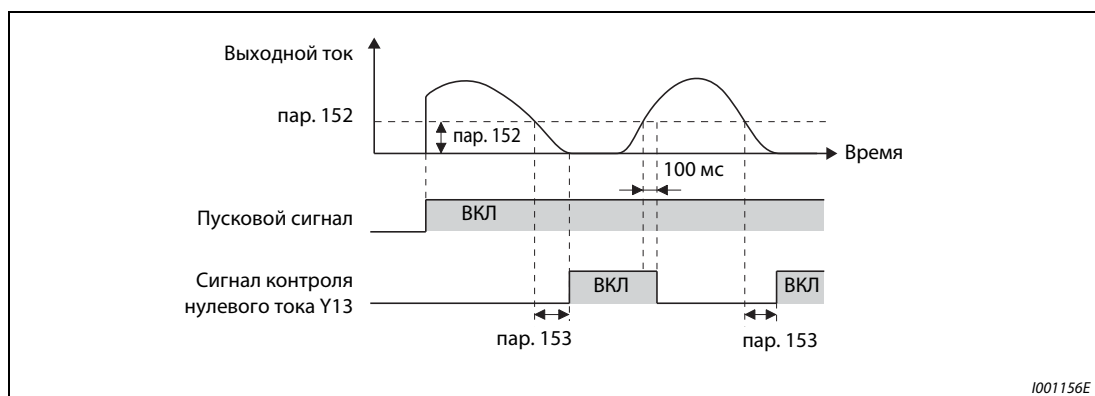 Выходной ток
пар. 152
пар. 152
Время
100 мс
Пусковой сигнал
ВКЛ
Сигнал контроля
нулевого тока Y13
ВКЛ
ВКЛ
пар. 153
пар. 153
I001156E